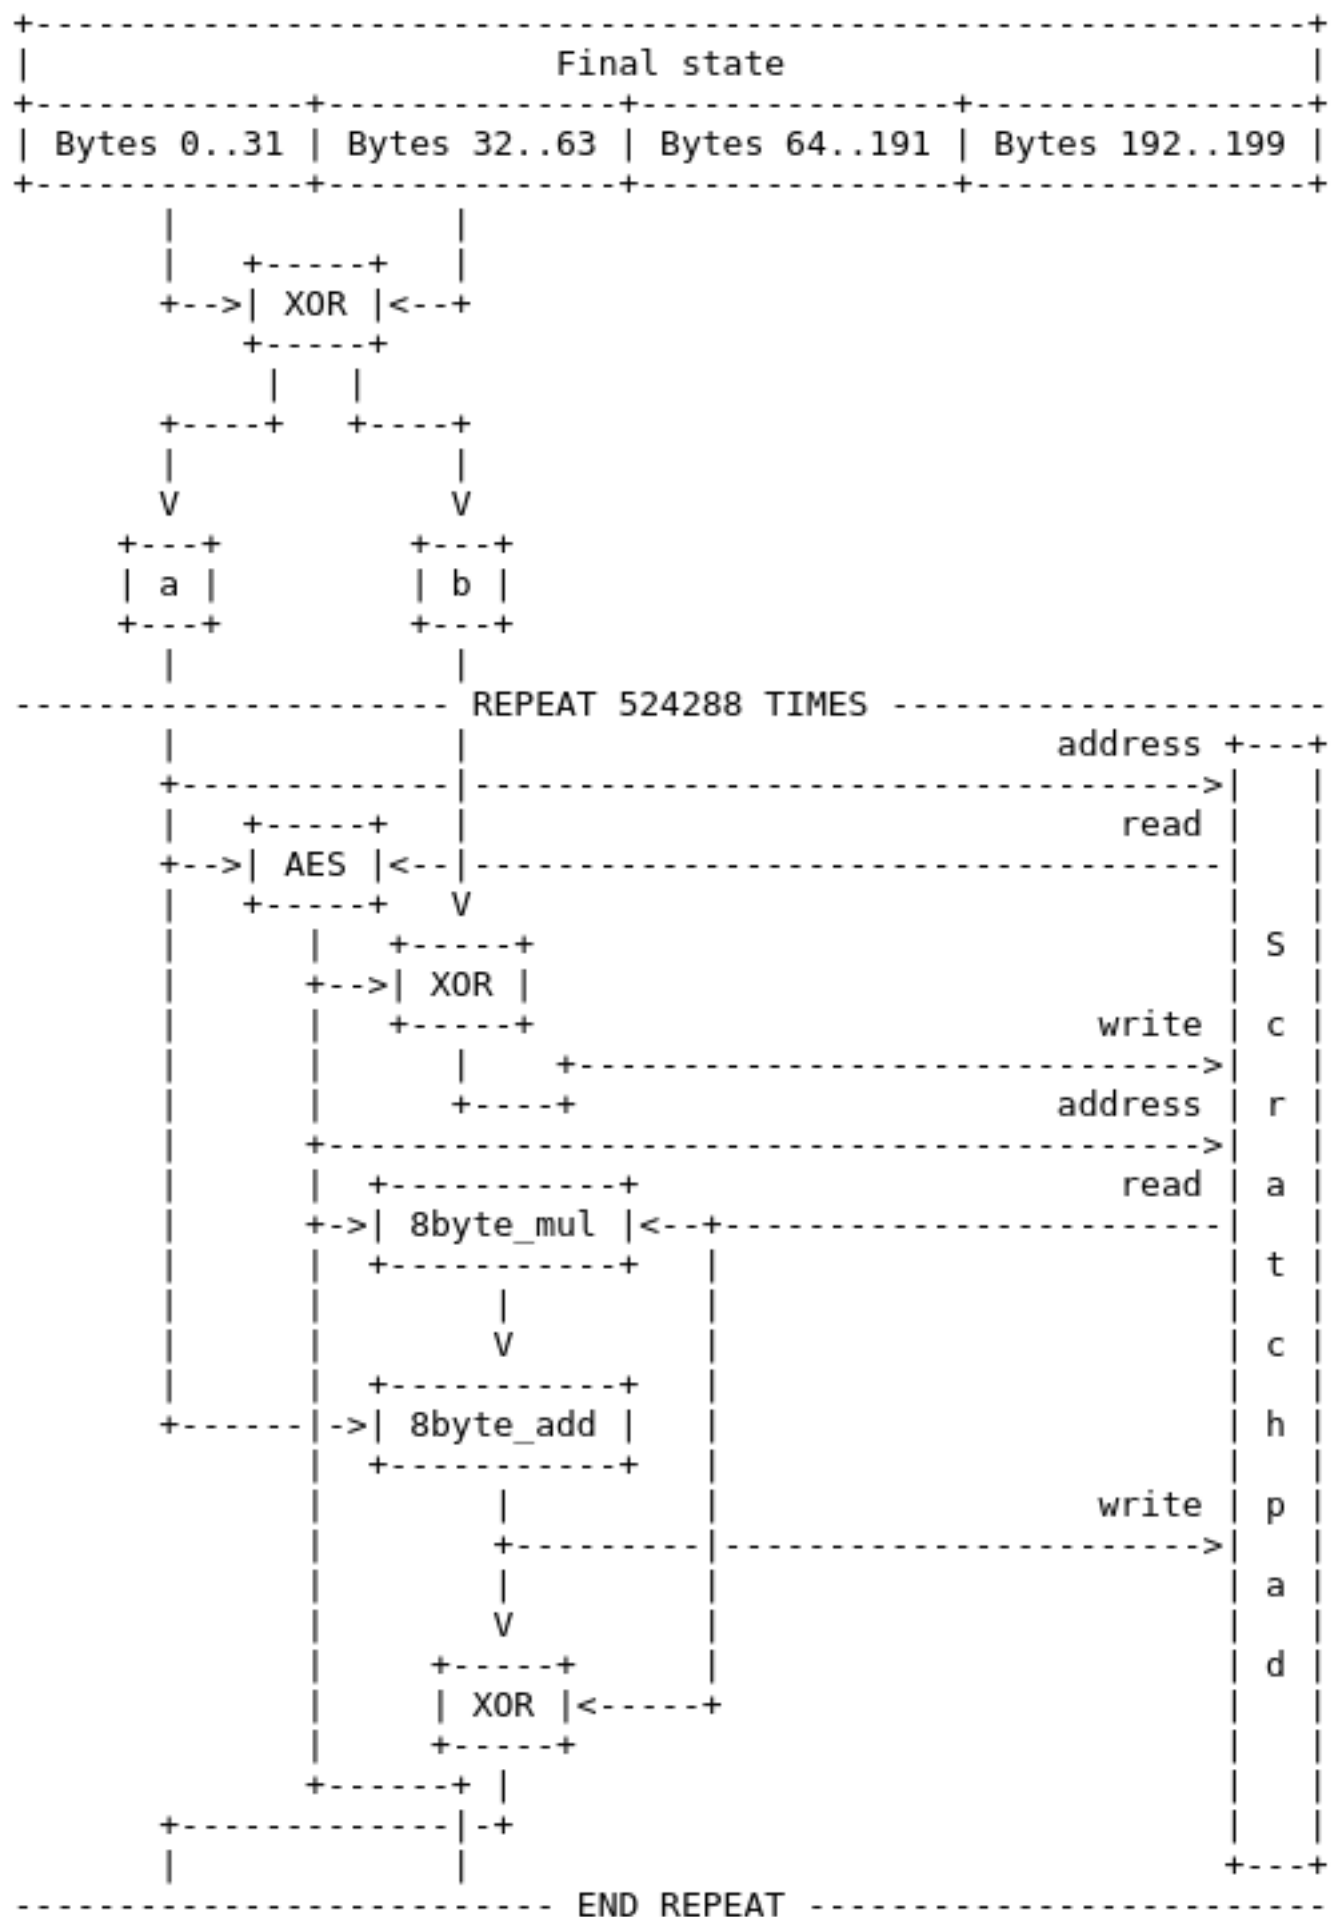 Final state
Bytes 0..31 | Bytes 32..63 | Bytes 64..191 | Bytes 192..199
XOR
V V
a b
REPEAT 524288 TIMES
address
read
AES
V
S
XOR
write c
address r
read a
8byte_mul
t
V c
8byte_add h
write p
a
V
d
XOR
END REPEAT